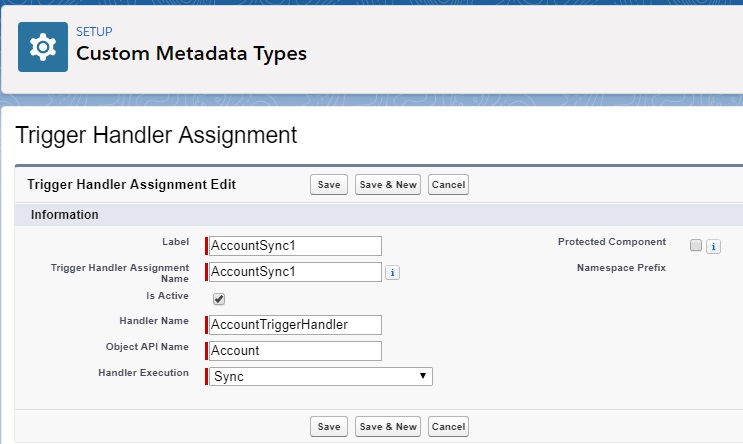 SETUP
Custom Metadata Types
Trigger Handler Assignment
Trigger Handler Assignment Edit Save Save & New Cancel
Information
Label AccountSync1 Protected Component i
Trigger Handler Assignment
Name AccountSync1 i Namespace Prefix
Is Active
Handler Name AccountTriggerHandler
Object API Name Account
Handler Execution Sync
Save Save & New Cancel